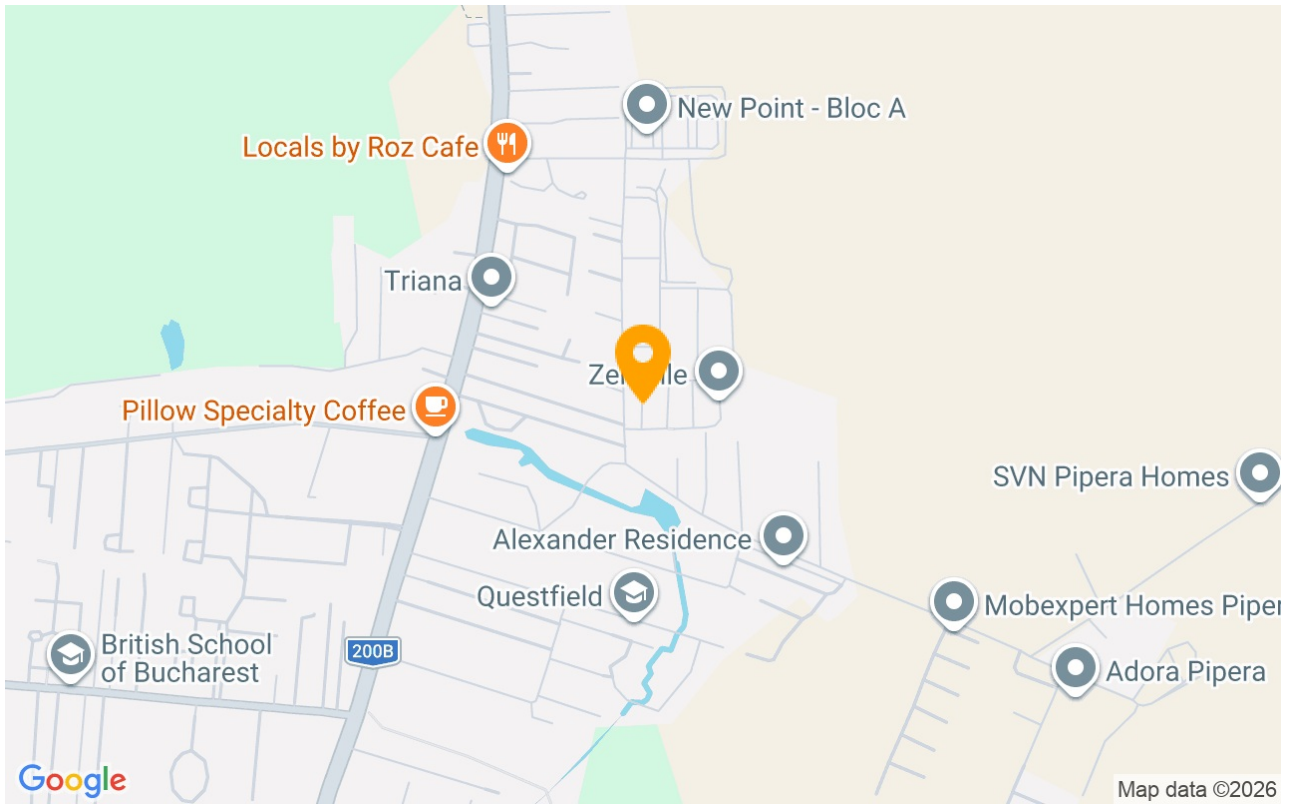 New Point - Bloc A
Locals by Roz Cafe
Triana
Pillow Specialty Coffee
SVN Pipera Homes
Alexander Residence
Questfield
Mobexpert Homes
British School
of Bucharest
200B
Adora Pipera
Google
Map data ©2026